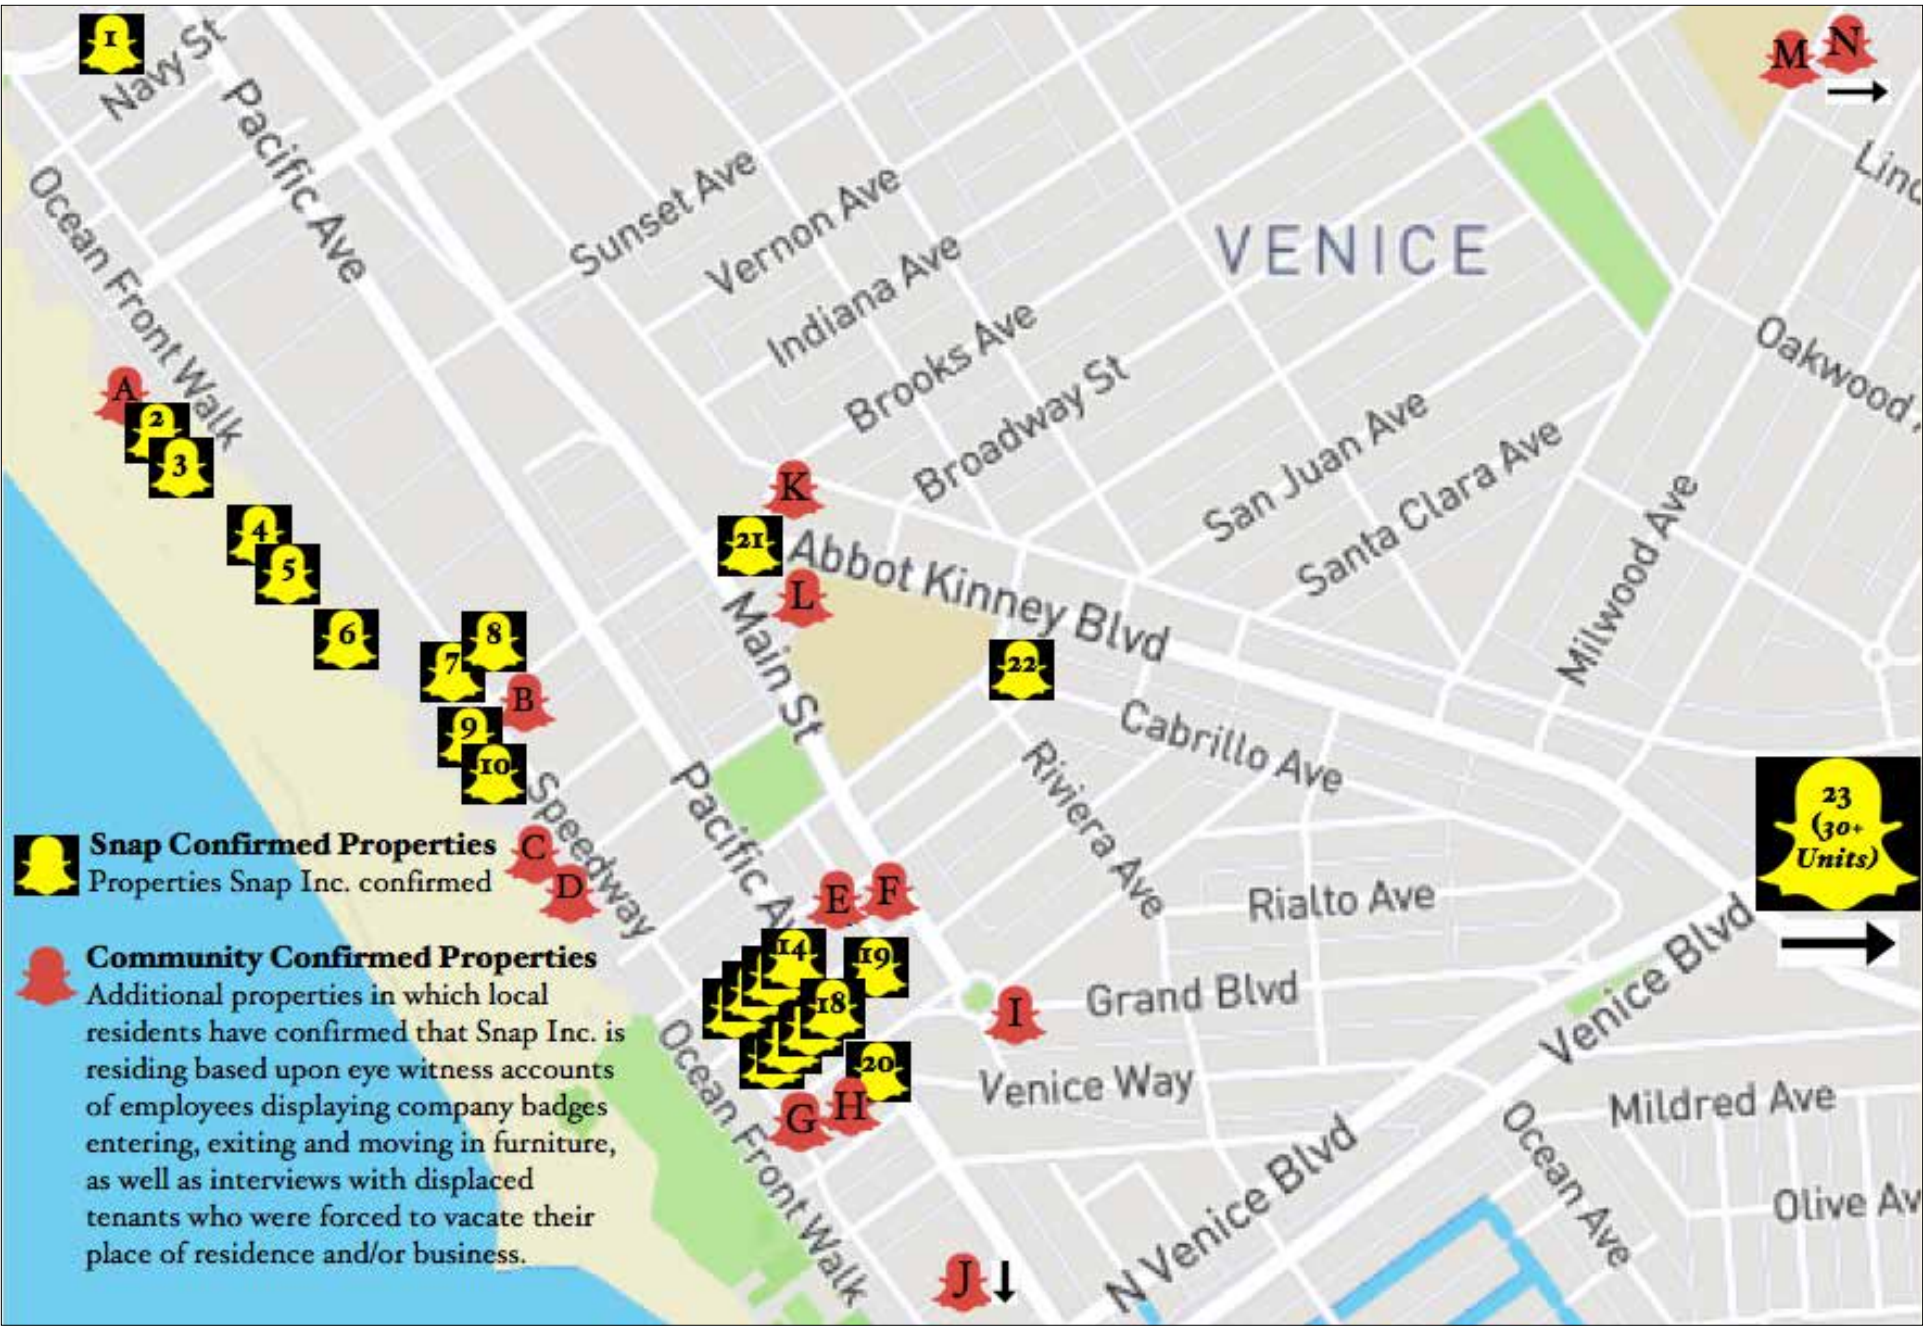 1
Navy St
Pacific Ave
Ocean Front Walk
Sunset Ave
Vernon Ave
Indiana Ave
Brooks Ave
Broadway St
VENICE
M
N
Oakwood
San Juan Ave
Santa Clara Ave
Milwood Ave
A
2
3
4
5
6
7
8
B
9
10
K
21
Abbot Kinney Blvd
L
Main St
22
Cabrillo Ave
Riviera Ave
Speedway
Pacific
C
D
E
F
14
19
18
20
G
H
I
Rialto Ave
Grand Blvd
Venice Way
Venice Blvd
23
(30+
Units)
Mildred Ave
Ocean Ave
Olive Av
N Venice Blvd
Ocean Front Walk
J
Snap Confirmed Properties
Properties Snap Inc. confirmed
Community Confirmed Properties
Additional properties in which local
residents have confirmed that Snap Inc. is
residing based upon eye witness accounts
of employees displaying company badges
entering, exiting and moving in furniture,
as well as interviews with displaced
tenants who were forced to vacate their
place of residence and/or business.